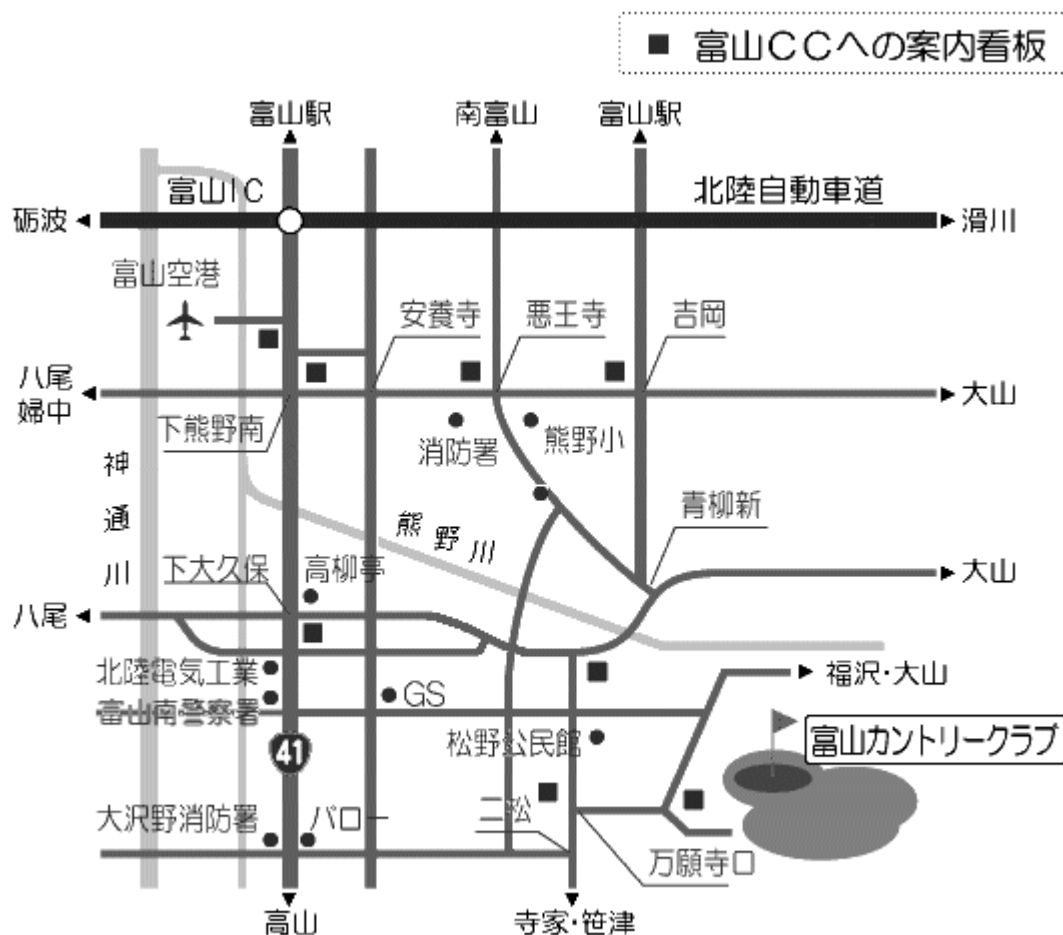 ■ 富山CCへの案内看板
富山駅
南富山
富山駅
富山IC
北陸自動車道
砺波
滑川
富山空港
安養寺
悪王寺
吉岡
八尾
婦中
大山
下熊野南
消防署
熊野小
神通川
熊野川
青柳新
下大久保
高柳亭
大山
八尾
北陸電気工業
GS
福沢・大山
富山南警察署
松野公民館
富山カントリークラブ
41
大沢野消防署
バロー
二松
万願寺口
高山
寺家・笹津